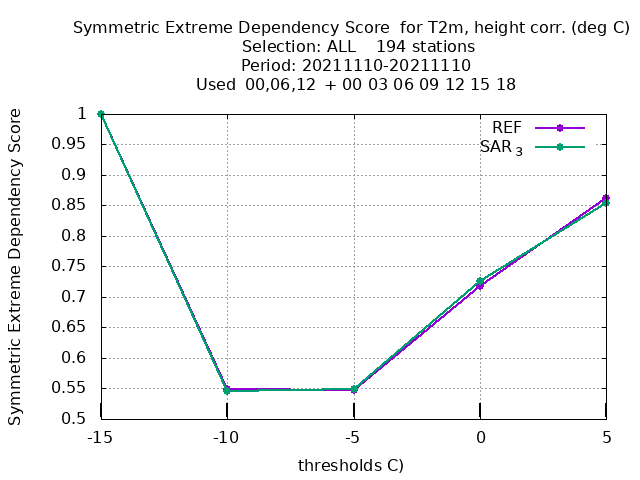 Symmetric Extreme Dependency Score  for T2m, height corr. (deg C)
Selection: ALL    194 stations
Period: 20211110-20211110
Used  00,06,12  + 00 03 06 09 12 15 18
REF
SAR 3
Symmetric Extreme Dependency Score
1
0.95
0.9
0.85
0.8
0.75
0.7
0.65
0.6
0.55
0.5
-15 -10 -5 0 5
thresholds C)